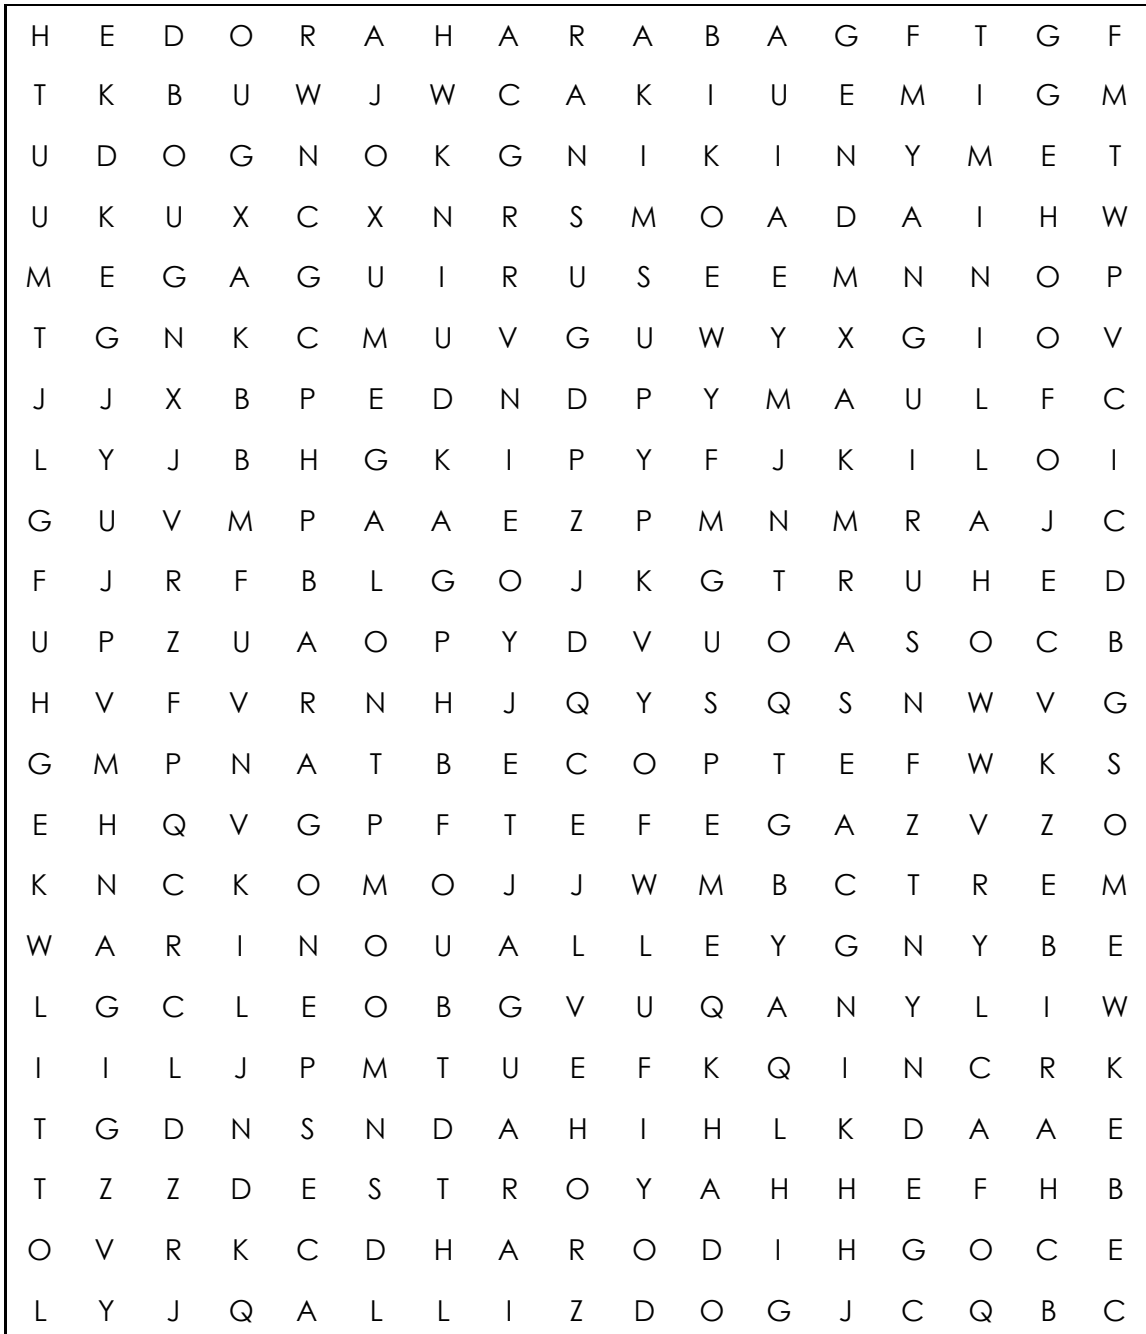 H E D O R A H A R A B A G F T G F
T K B U W J W C A K I U E M I G M
U D O G N O K G N I K I N Y M E T
U K U X C X N R S M O A D A I H W
M E G A G U I R U S E E M N N O P
T G N K C M U V G U W Y X G I O V
J J X B P E D N D P Y M A U L F C
L Y J B H G K I P Y F J K I L O I
G U V M P A A E Z P M N M R A J C
F J R F B L G O J K G T R U H E D
U P Z U A O P Y D V U O A S O C B
H V F V R N H J Q Y S Q S N W V G
G M P N A T B E C O P T E F W K S
E H Q V G P F T E F E G A Z V Z O
K N C K O M O J J W M B C T R E M
W A R I N O U A L L E Y G N Y B E
L G C L E O B G V U Q A N Y L I W
I I L J P M T U E F K Q I N C R K
T G D N S N D A H I H L K D A A E
T Z Z D E S T R O Y A H H E F H B
O V R K C D H A R O D I H G O C E
L Y J Q A L L I Z D O G J C Q B C